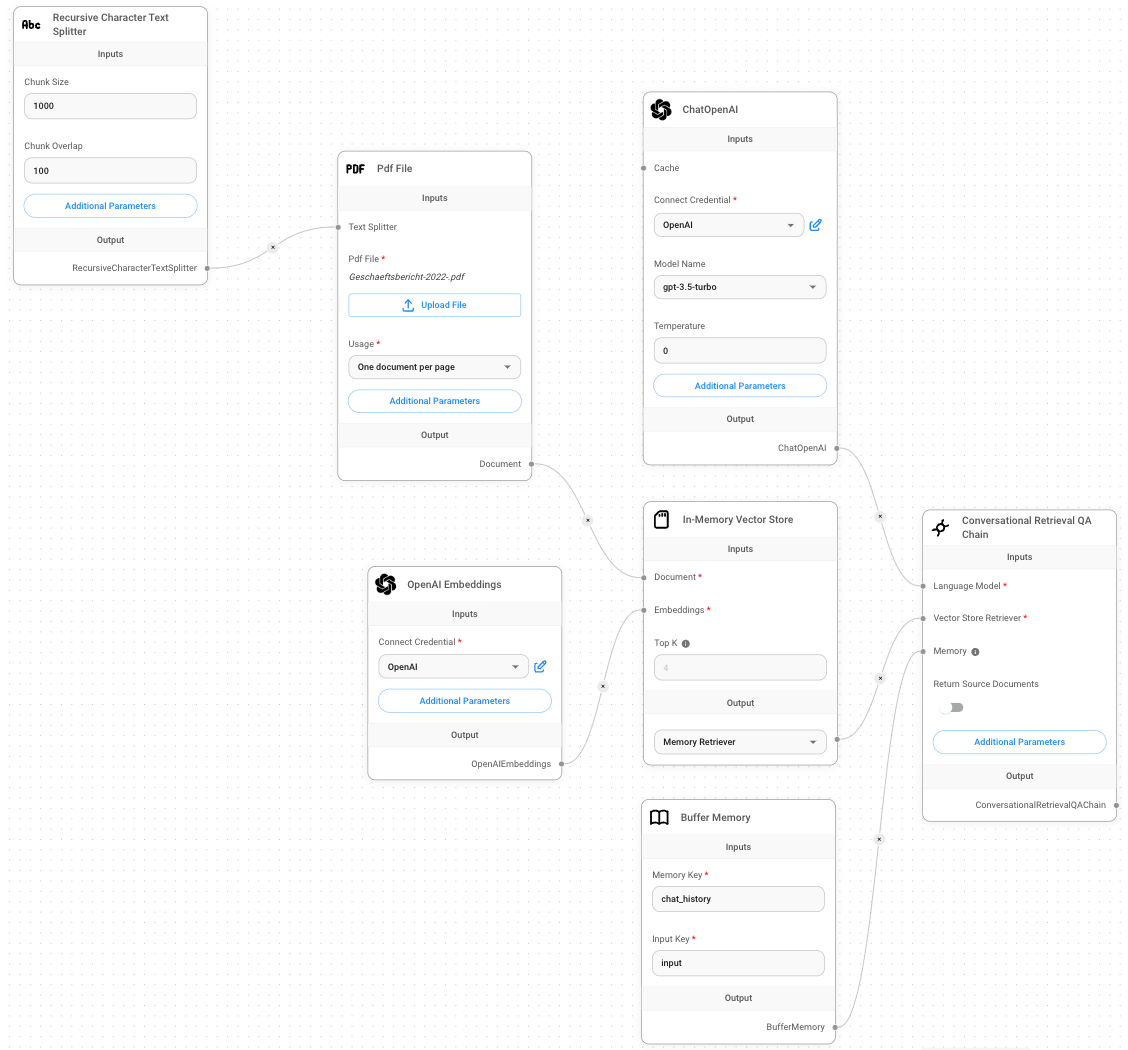 Abc
Recursive Character Text
Splitter
Inputs
Chunk Size
1000
Chunk Overlap
100
Additional Parameters
Output
RecursiveCharacterTextSplitter
PDF
Pdf File
Inputs
Text Splitter
Pdf File *
Geschaeftsbericht-2022-.pdf
Upload File
Usage *
One document per page
Additional Parameters
Output
Document
OpenAI Embeddings
Inputs
Connect Credential *
OpenAI
Additional Parameters
Output
OpenAIEmbeddings
ChatOpenAI
Inputs
Cache
Connect Credential *
OpenAI
Model Name
gpt-3.5-turbo
Temperature
0
Additional Parameters
Output
ChatOpenAI
In-Memory Vector Store
Inputs
Document *
Embeddings *
Top K
4
Output
Memory Retriever
Buffer Memory
Inputs
Memory Key *
chat_history
Input Key *
input
Output
BufferMemory
Conversational Retrieval QA
Chain
Inputs
Language Model *
Vector Store Retriever *
Memory
Return Source Documents
Additional Parameters
Output
ConversationalRetrievalQAChain